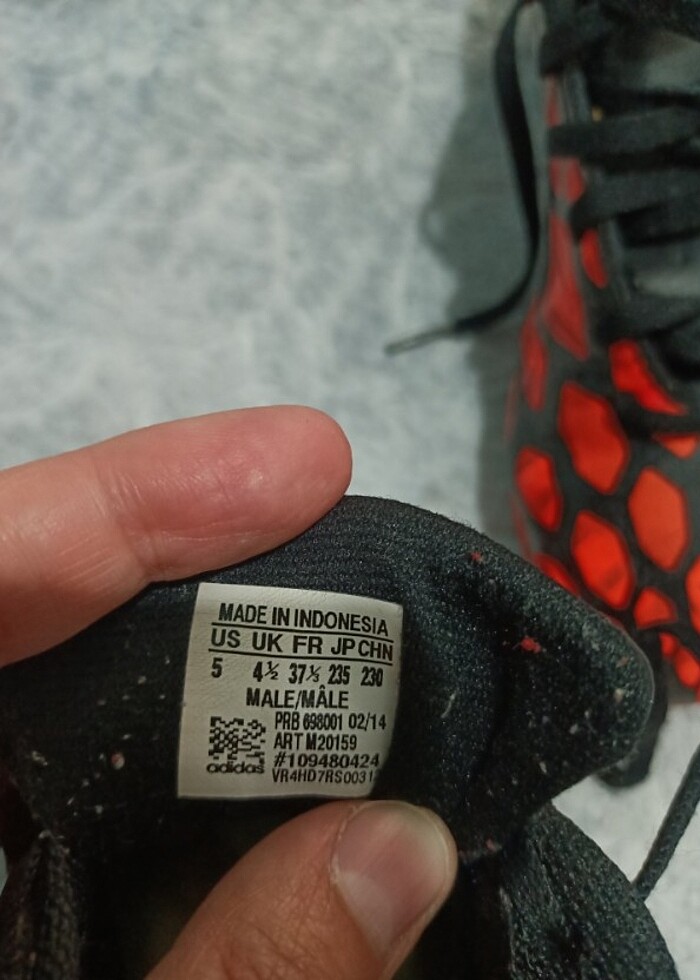 MADE IN INDONESIA
US UK FR JP CHN
5 4½ 37⅓ 235 230
MALE/MÂLE
PRB 698001 02/14
ART M20159
#109480424
adidas